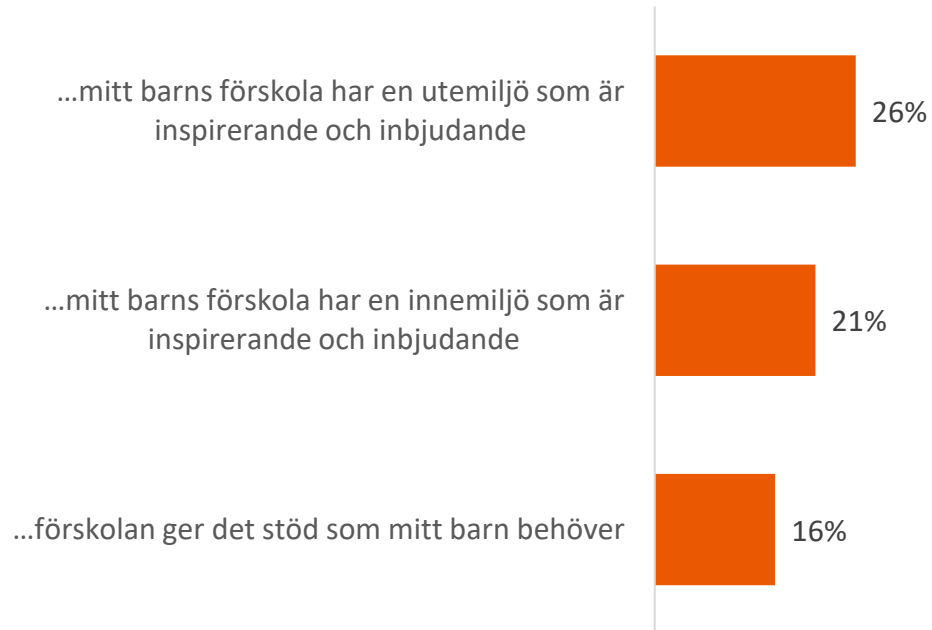 …mitt barns förskola har en utemiljö som är
inspirerande och inbjudande
26%
…mitt barns förskola har en innemiljö som är
inspirerande och inbjudande
21%
…förskolan ger det stöd som mitt barn behöver
16%